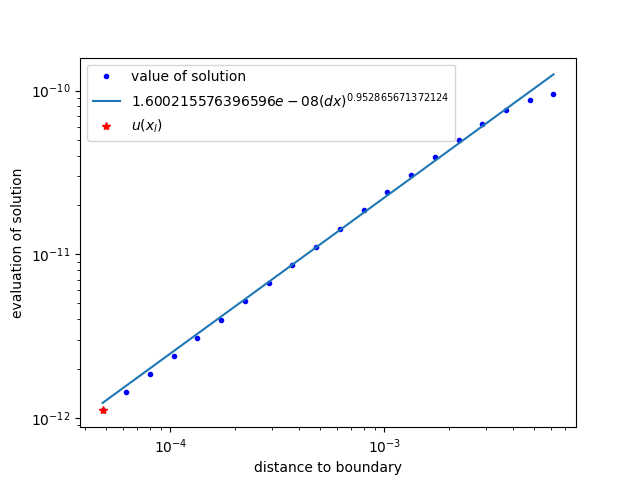 value of solution
1.600215576396596e − 08(dx)^0.952865671372124
u(x_l)
10^−10
10^−11
10^−12
evaluation of solution
10^−4 10^−3
distance to boundary